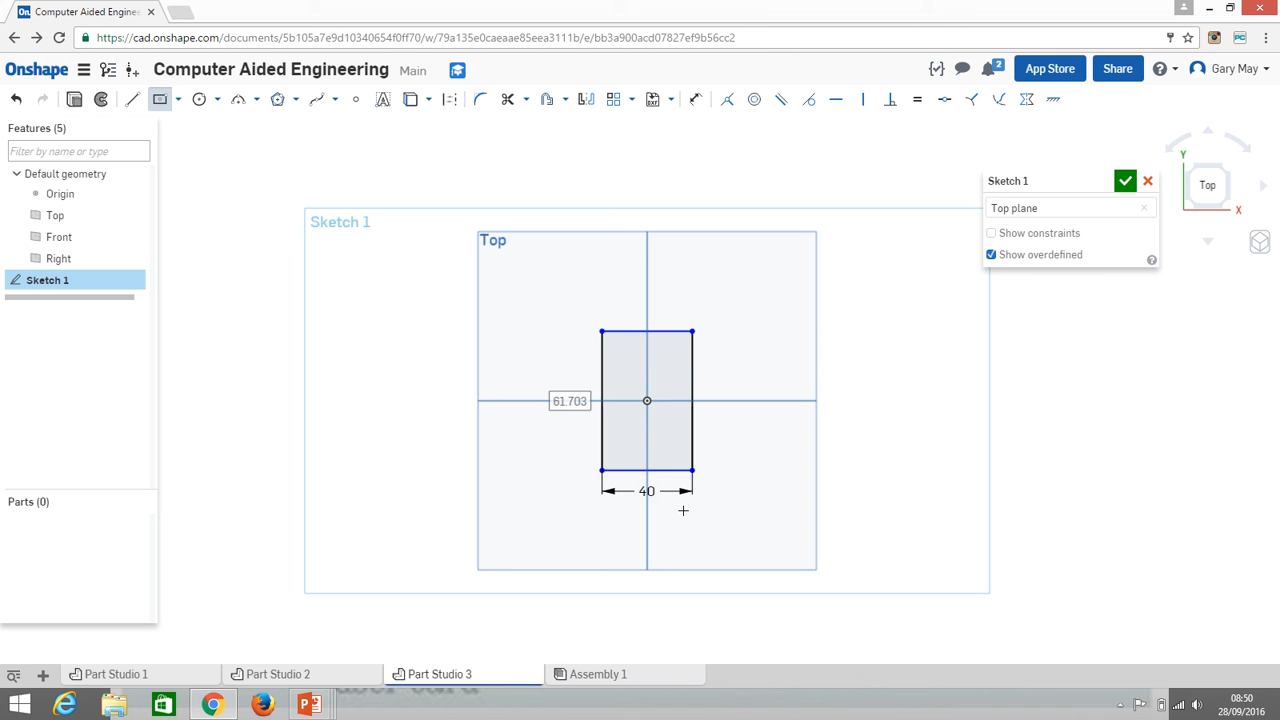 Computer Aided Enginee
https://cad.onshape.com/documents/5b105a7e9d10340654f0ff70/w/79a135e0caeaae85eea3111b/e/bb3a900acd07827ef9b56cc2
Onshape
Computer Aided Engineering
Main
2
App Store
Share
Gary May
Features (5)
Filter by name or type
Default geometry
Origin
Top
Front
Right
Sketch 1
Parts (0)
Sketch 1
Top
61.703
40
Sketch 1
Top plane
Show constraints
Show overdefined
Y
Top
X
Part Studio 1
Part Studio 2
Part Studio 3
Assembly 1
08:50
28/09/2016